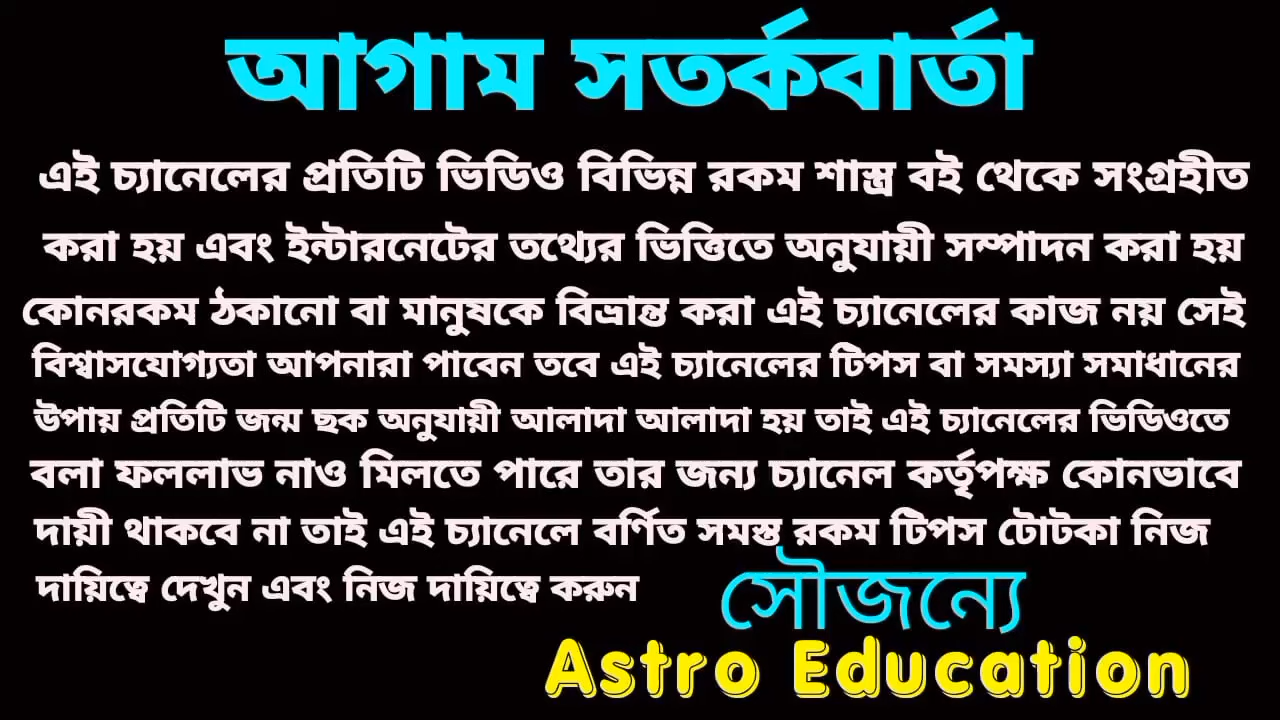 আগাম সতর্কবার্তা
এই চ্যানেলের প্রতিটি ভিডিও বিভিন্ন রকম শাস্ত্র বই থেকে সংগ্রহীত
করা হয় এবং ইন্টারনেটের তথ্যের ভিত্তিতে অনুযায়ী সম্পাদন করা হয়
কোনরকম ঠকানো বা মানুষকে বিভ্রান্ত করা এই চ্যানেলের কাজ নয় সেই
বিশ্বাসযোগ্যতা আপনারা পাবেন তবে এই চ্যানেলের টিপস বা সমস্যা সমাধানের
উপায় প্রতিটি জন্ম ছক অনুযায়ী আলাদা আলাদা হয় তাই এই চ্যানেলের ভিডিওতে
বলা ফললাভ নাও মিলতে পারে তার জন্য চ্যানেল কর্তৃপক্ষ কোনভাবে
দায়ী থাকবে না তাই এই চ্যানেলে বর্ণিত সমস্ত রকম টিপস টোটকা নিজ
দায়িত্বে দেখুন এবং নিজ দায়িত্বে করুন
সৌজন্যে
Astro Education